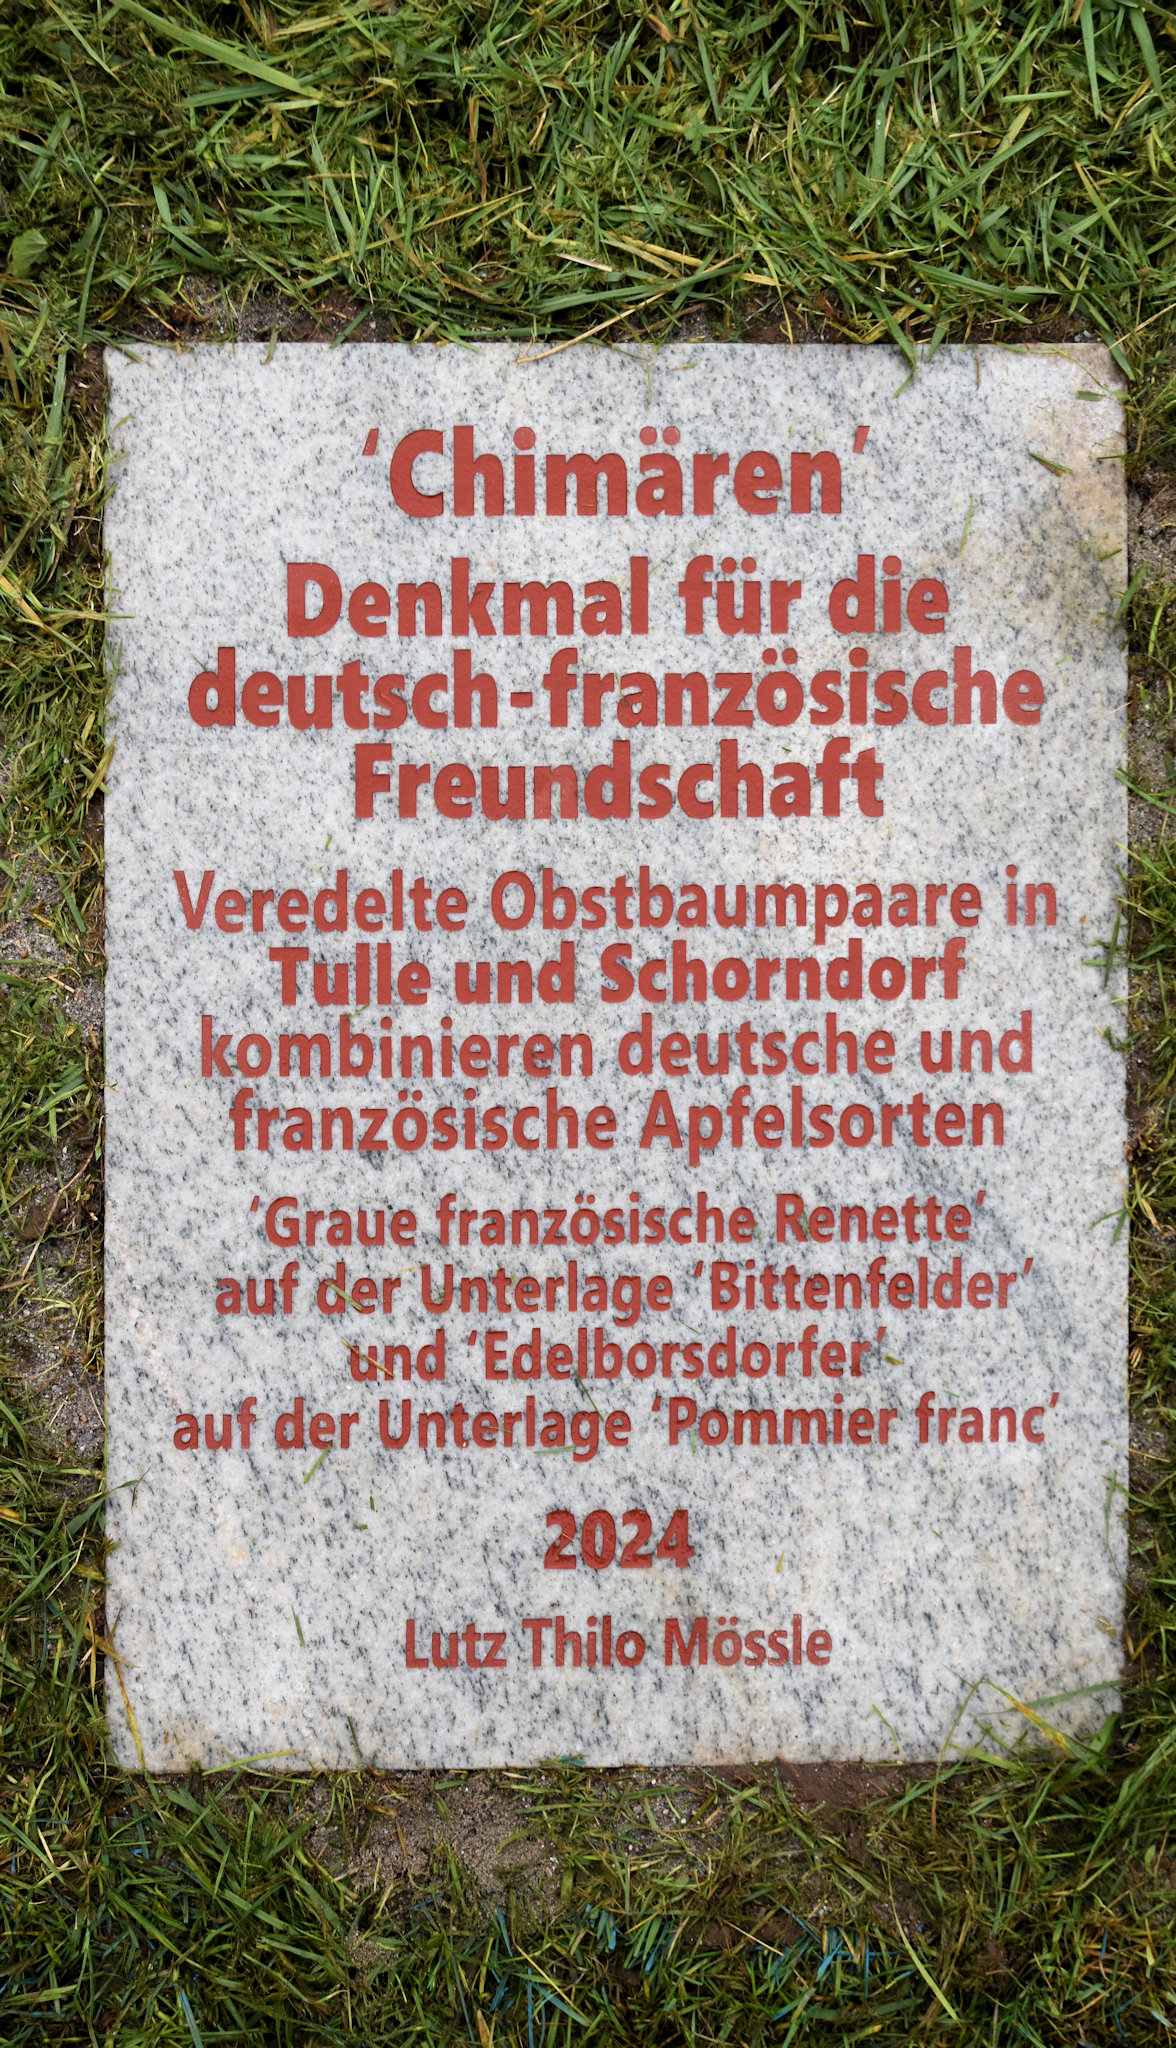 ‘Chimären’
Denkmal für die
deutsch-französische
Freundschaft
Veredelte Obstbaumpaare in
Tulle und Schorndorf
kombinieren deutsche und
französische Apfelsorten
‘Graue französische Renette’
auf der Unterlage ‘Bittenfelder’
und ‘Edelborsdorfer’
auf der Unterlage ‘Pommier franc’
2024
Lutz Thilo Mössle